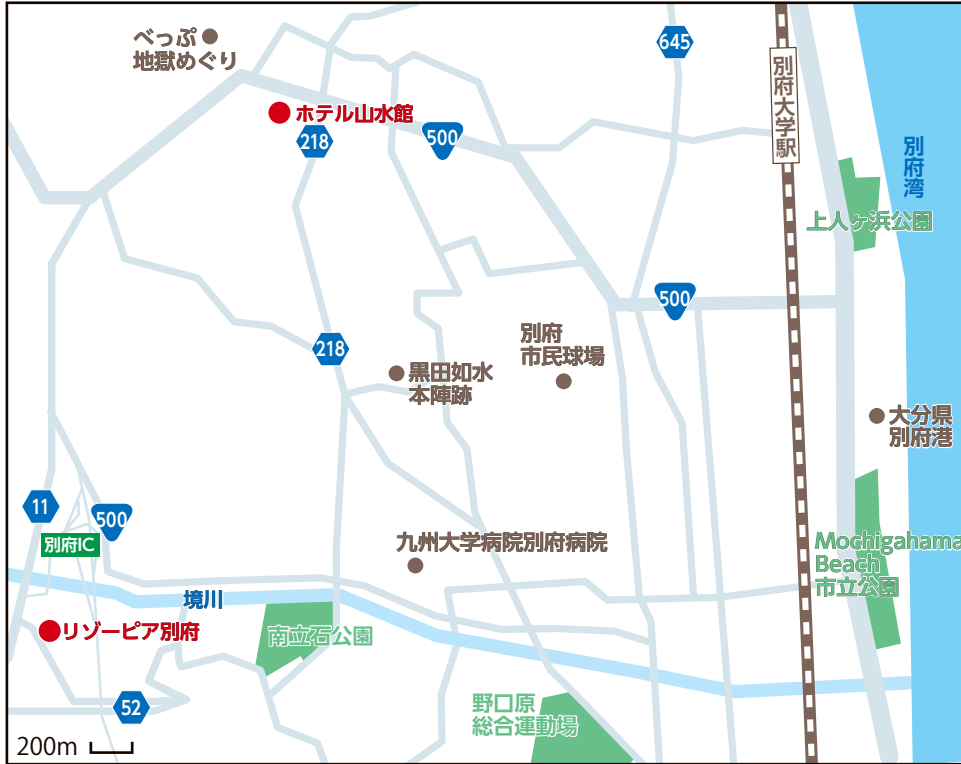 べっぷ
地獄めぐり
645
別府大学駅
ホテル山水館
218
500
別府湾
上人ヶ浜公園
500
別府
市民球場
218
黒田如水
本陣跡
大分県
別府港
11
500
別府IC
九州大学病院別府病院
Mochigahama
Beach
市立公園
境川
リゾーピア別府
南立石公園
52
野口原
総合運動場
200m